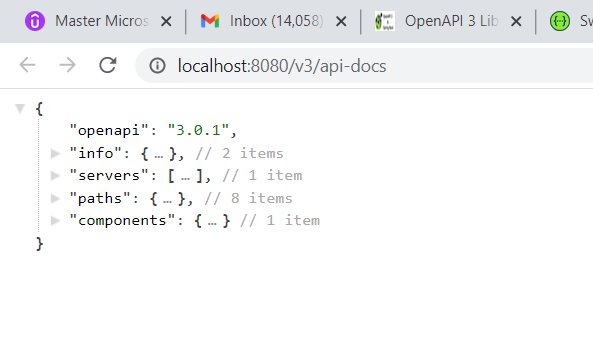 Master Micros
Inbox (14,058)
OpenAPI 3 Lib
Sw
localhost:8080/v3/api-docs
{
"openapi": "3.0.1",
"info": { … }, // 2 items
"servers": [ … ], // 1 item
"paths": { … }, // 8 items
"components": { … } // 1 item
}